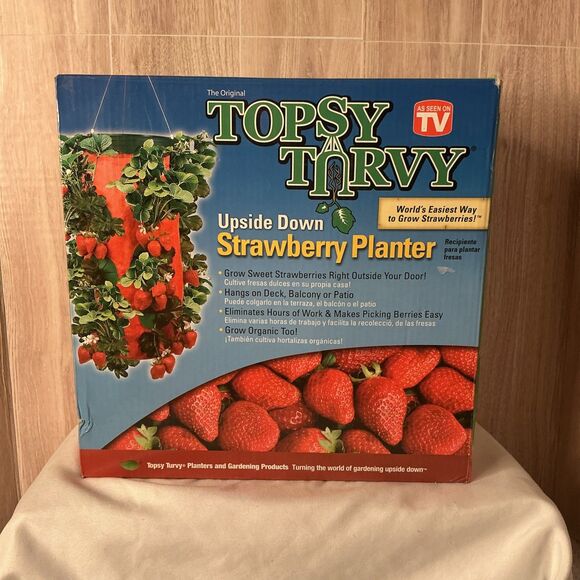 The Original
TOPSY
TURVY®
AS SEEN ON
TV
World's Easiest Way
to Grow Strawberries!™
Upside Down
Strawberry Planter
Recipiente
para plantar
fresas
• Grow Sweet Strawberries Right Outside Your Door!
Cultive fresas dulces en su propia casa!
• Hangs on Deck, Balcony or Patio
Puede colgarlo en la terraza, el balcón o el patio
• Eliminates Hours of Work & Makes Picking Berries Easy
Elimina varias horas de trabajo y facilita la recolecció, de las fresas
• Grow Organic Too!
¡También cultiva hortalizas orgánicas!
Topsy Turvy® Planters and Gardening Products Turning the world of gardening upside down™